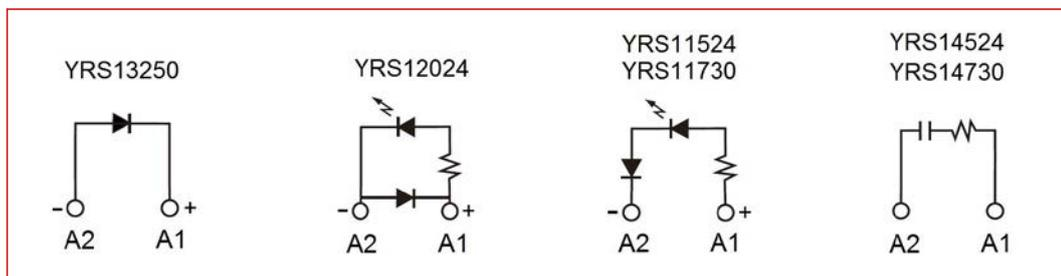 YRS13250
- +
A2 A1
YRS12024
- +
A2 A1
YRS11524
YRS11730
- +
A2 A1
YRS14524
YRS14730
A2 A1